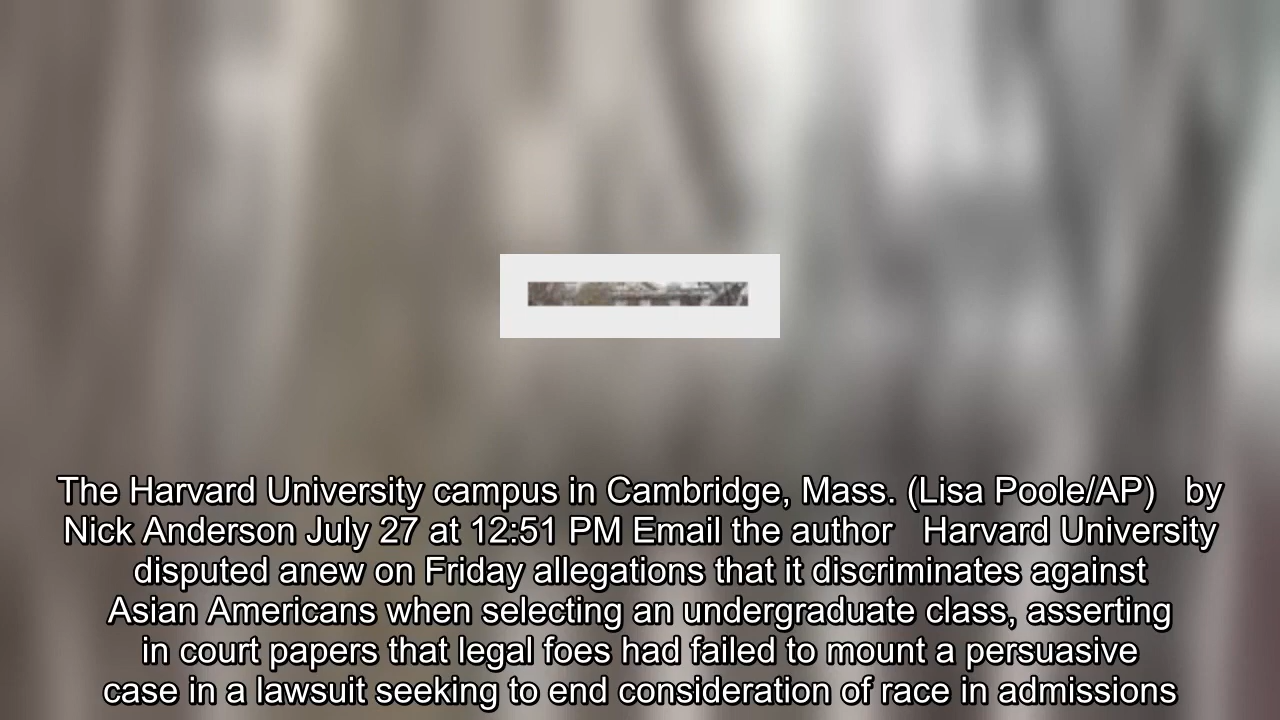 The Harvard University campus in Cambridge, Mass. (Lisa Poole/AP)   by
Nick Anderson July 27 at 12:51 PM Email the author   Harvard University
disputed anew on Friday allegations that it discriminates against
Asian Americans when selecting an undergraduate class, asserting
in court papers that legal foes had failed to mount a persuasive
case in a lawsuit seeking to end consideration of race in admissions